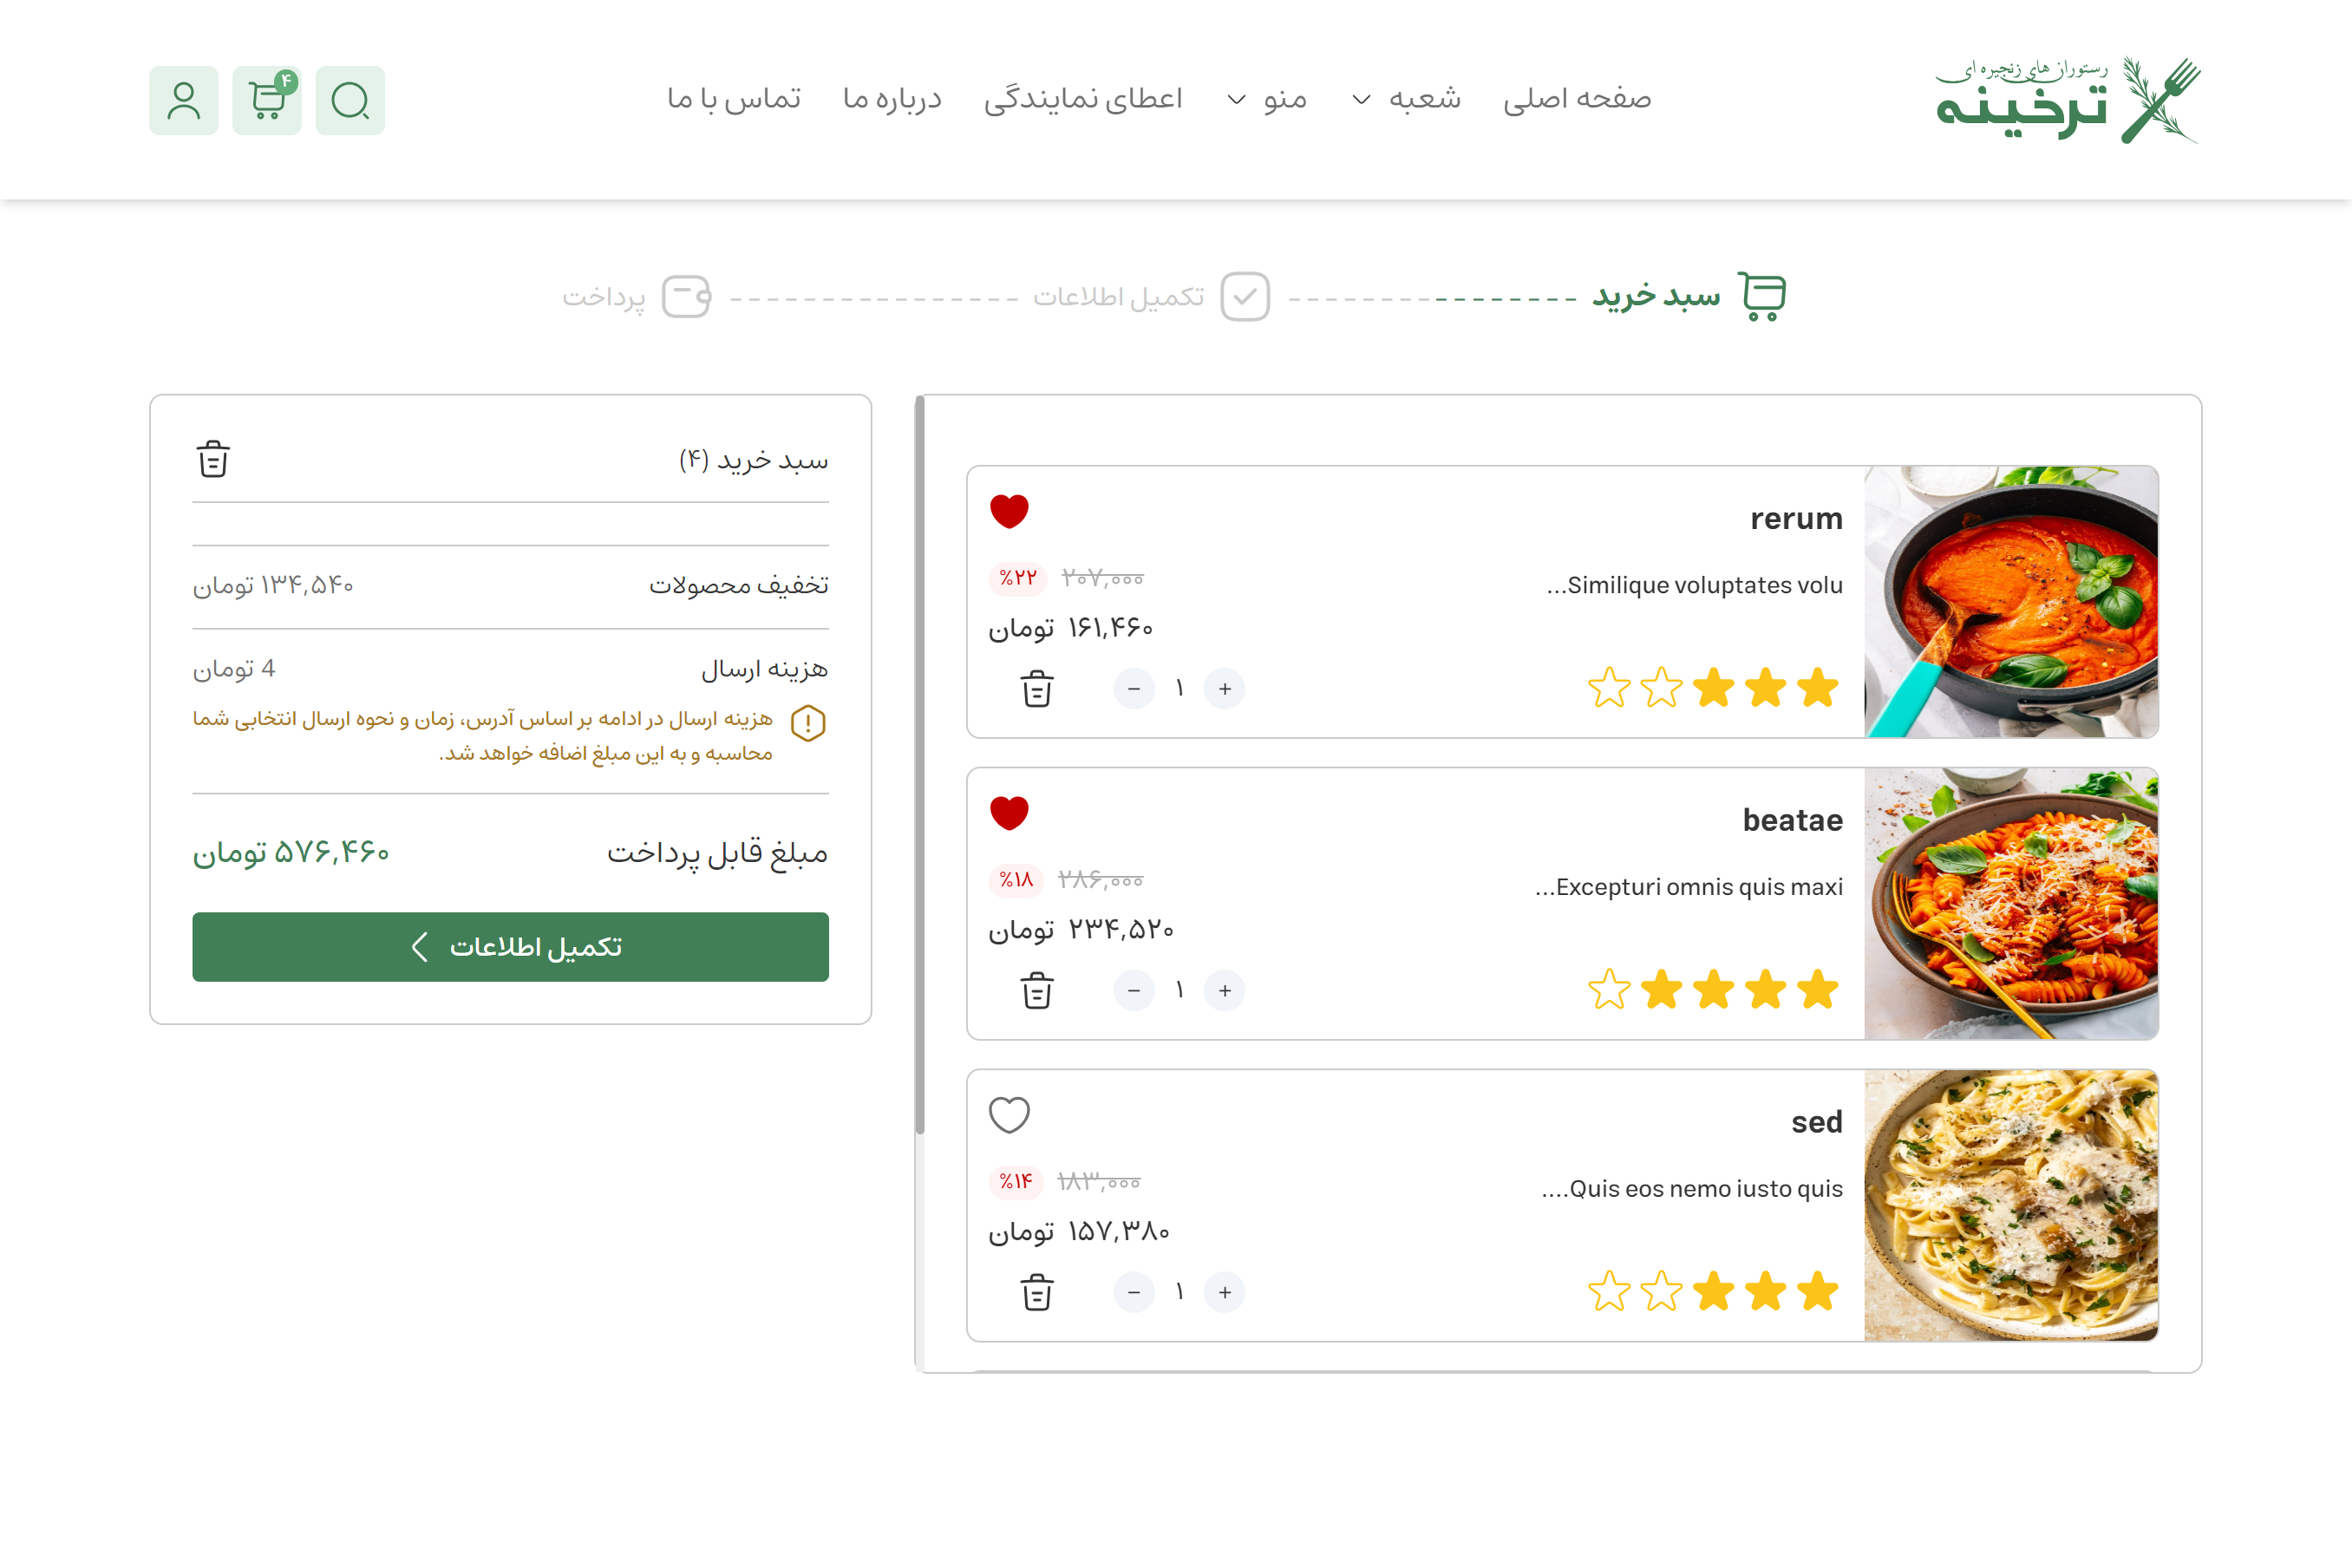 رستوران های زنجیره ای
ترخینه
صفحه اصلی
شعبه
منو
اعطای نمایندگی
درباره ما
تماس با ما
۴
سبد خرید
تکمیل اطلاعات
پرداخت
rerum
Similique voluptates volu...
%۲۲ ۲۰۷,۰۰۰
۱۶۱,۴۶۰ تومان
+ ۱ −
beatae
Excepturi omnis quis maxi...
%۱۸ ۲۸۶,۰۰۰
۲۳۴,۵۲۰ تومان
+ ۱ −
sed
Quis eos nemo iusto quis....
%۱۴ ۱۸۳,۰۰۰
۱۵۷,۳۸۰ تومان
+ ۱ −
سبد خرید (۴)
تخفیف محصولات ۱۳۴,۵۴۰ تومان
هزینه ارسال 4 تومان
هزینه ارسال در ادامه بر اساس آدرس، زمان و نحوه ارسال انتخابی شما
محاسبه و به این مبلغ اضافه خواهد شد.
مبلغ قابل پرداخت ۵۷۶,۴۶۰ تومان
تکمیل اطلاعات